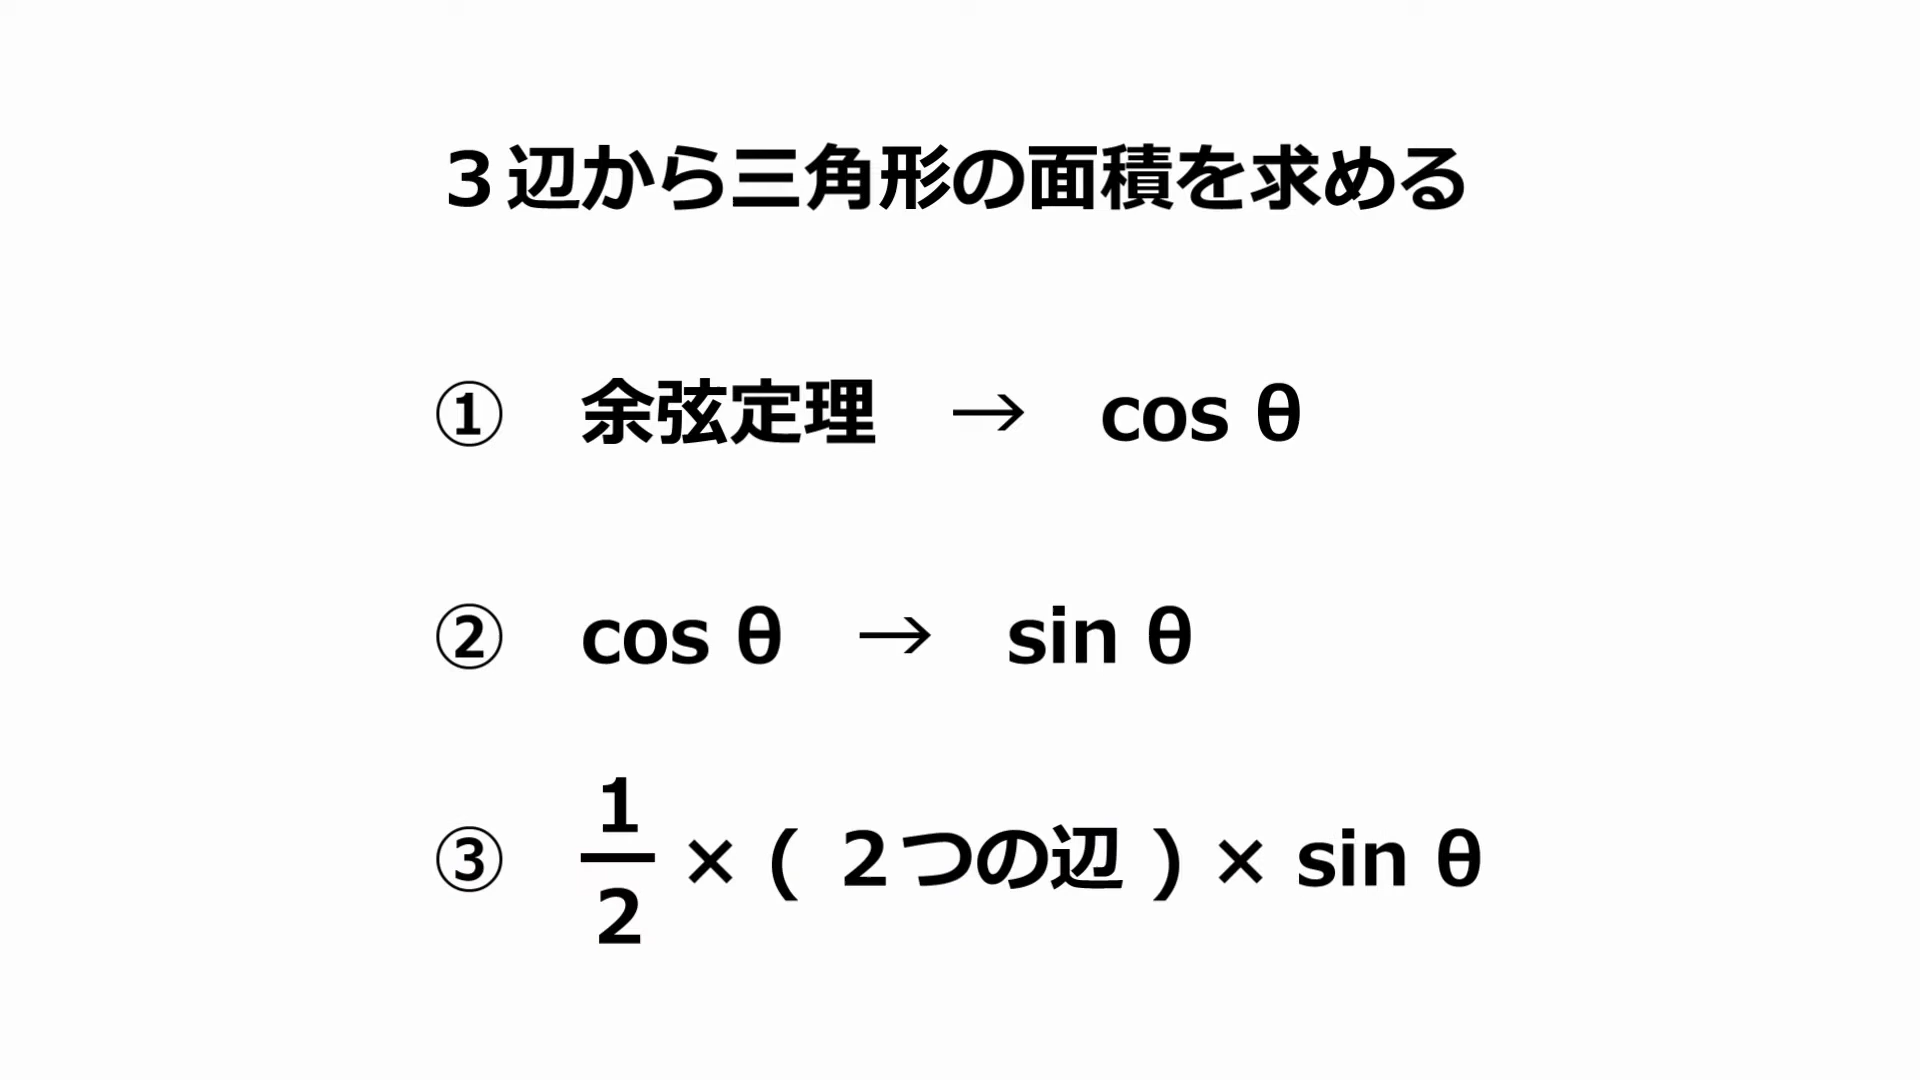 ３辺から三角形の面積を求める
①　余弦定理　→　cos θ
②　cos θ　→　sin θ
③　1/2 × ( ２つの辺 ) × sin θ